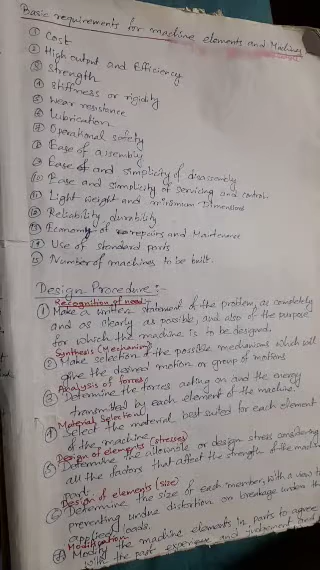 Basic requirements for machine elements and Machines
① Cost
② High output and Efficiency
③ Strength
④ Stiffness or rigidity
⑤ Wear resistence
⑥ Lubrication
⑦ Operational safety
⑧ Ease of assembly
⑨ Ease of and simplicity of disassembly
⑩ Ease and simplicity of servicing and control
⑪ Light weight and minimum Dimensions
⑫ Reliability durability
⑬ Economy of repairs and Maintenance
⑭ Use of standard parts
⑮ Number of machines to be built.
Design Procedure :-
Recognition of need:-
① Make a written statement of the problem, as completely
and as clearly as possible, and also of the purpose
for which the machine is to be designed.
Synthesis (Mechanism)
② Make selection of the possible mechanisms which will
give the desired motion or group of motions
Analysis of forces
③ Determine the forces acting on and the energy
transmitted by each element of the machine
Material Selection
④ Select the material best suited for each element
of the machine
Design of elements (stresses)
⑤ Determine the allowable or design stress considering
all the factors that affect the strength of the machine
part.
Design of elements (size)
⑥ Determine the size of each member, with a view to
preventing undue distortion or breakage under the
applied loads.
Modification
⑦ Modify the machine elements in parts to agree
with the past experience and judgement